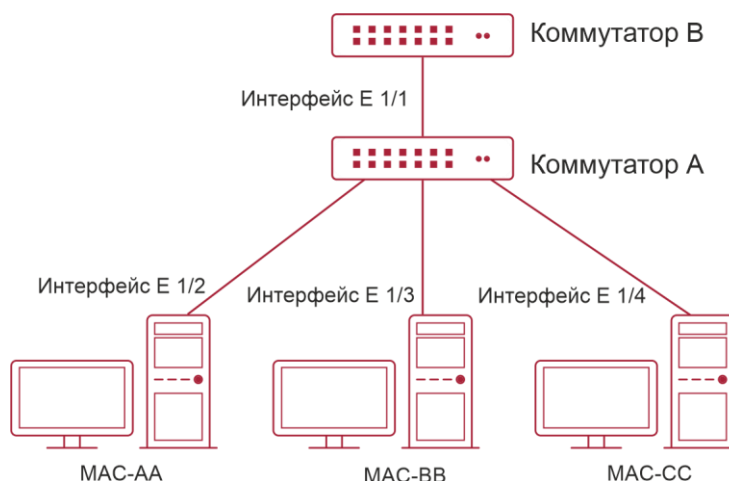 Коммутатор B
Интерфейс E 1/1
Коммутатор A
Интерфейс E 1/2
Интерфейс E 1/3
Интерфейс E 1/4
MAC-AA
MAC-BB
MAC-CC